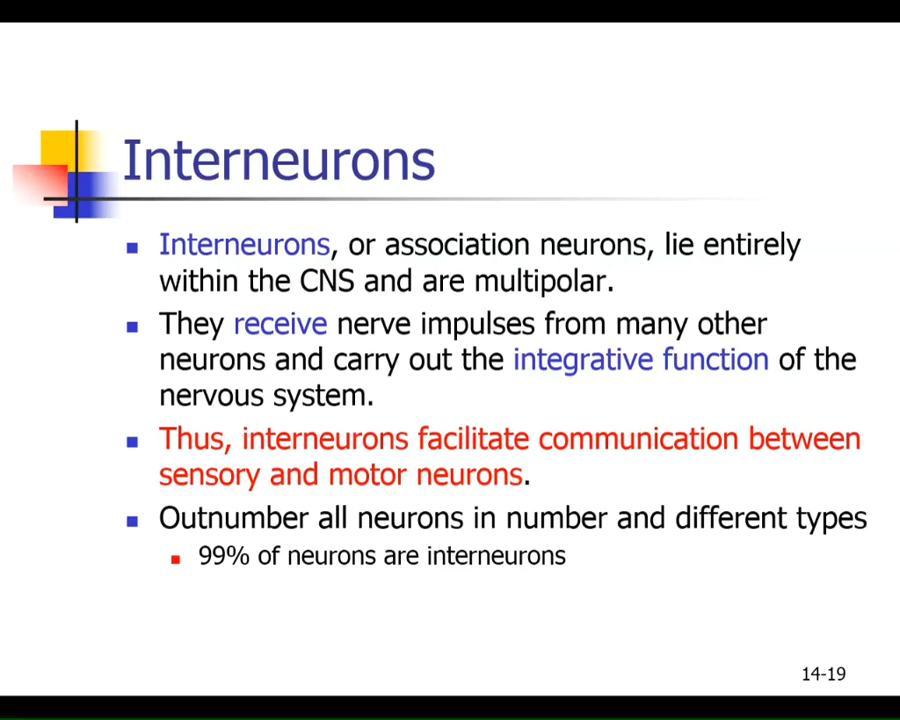 Interneurons
Interneurons, or association neurons, lie entirely
within the CNS and are multipolar.
They receive nerve impulses from many other
neurons and carry out the integrative function of the
nervous system.
Thus, interneurons facilitate communication between
sensory and motor neurons.
Outnumber all neurons in number and different types
99% of neurons are interneurons
14-19